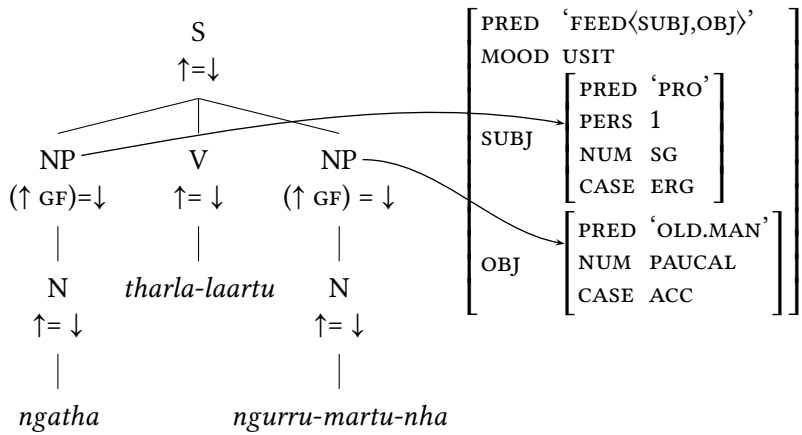 S
↑=↓
NP V NP
(↑ GF)=↓ ↑= ↓ (↑ GF) = ↓
N tharla-laartu N
↑= ↓ ↑= ↓
ngatha ngurru-martu-nha
PRED ‘FEED⟨SUBJ,OBJ⟩’
MOOD USIT
SUBJ
PRED ‘PRO’
PERS 1
NUM SG
CASE ERG
OBJ
PRED ‘OLD.MAN’
NUM PAUCAL
CASE ACC